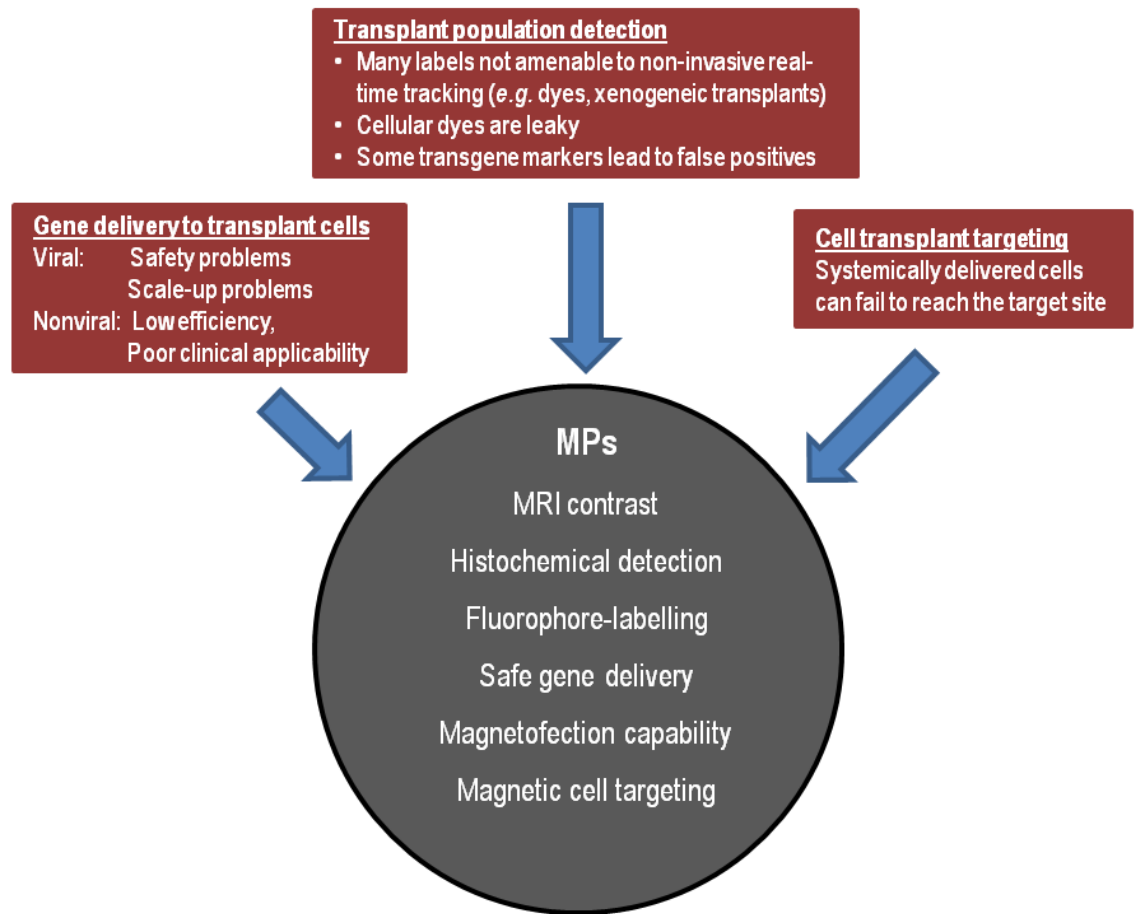 Transplant population detection
• Many labels not amenable to non-invasive real-
time tracking (e.g. dyes, xenogeneic transplants)
• Cellular dyes are leaky
• Some transgene markers lead to false positives
Gene delivery to transplant cells
Viral: Safety problems
Scale-up problems
Nonviral: Low efficiency,
Poor clinical applicability
Cell transplant targeting
Systemically delivered cells
can fail to reach the target site
MPs
MRI contrast
Histochemical detection
Fluorophore-labelling
Safe gene delivery
Magnetofection capability
Magnetic cell targeting